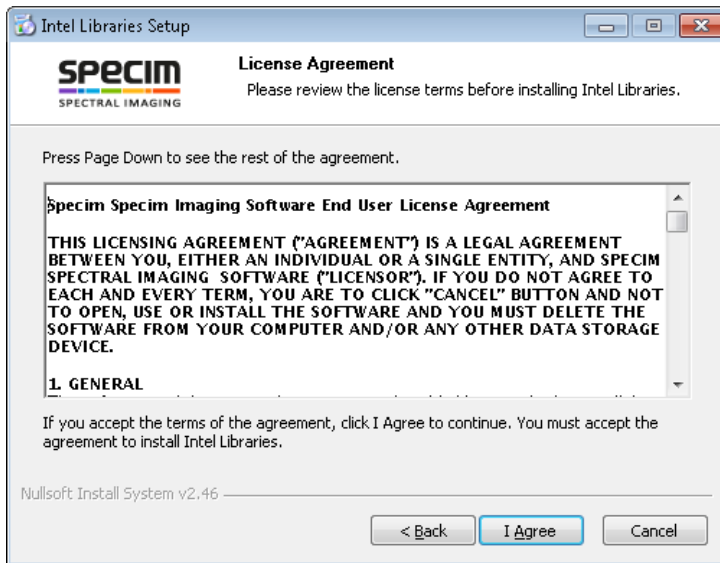 Intel Libraries Setup
SPECIM
SPECTRAL IMAGING
License Agreement
Please review the license terms before installing Intel Libraries.
Press Page Down to see the rest of the agreement.
Specim Specim Imaging Software End User License Agreement
THIS LICENSING AGREEMENT ("AGREEMENT") IS A LEGAL AGREEMENT
BETWEEN YOU, EITHER AN INDIVIDUAL OR A SINGLE ENTITY, AND SPECIM
SPECTRAL IMAGING  SOFTWARE ("LICENSOR"). IF YOU DO NOT AGREE TO
EACH AND EVERY TERM, YOU ARE TO CLICK "CANCEL" BUTTON AND NOT
TO OPEN, USE OR INSTALL THE SOFTWARE AND YOU MUST DELETE THE
SOFTWARE FROM YOUR COMPUTER AND/OR ANY OTHER DATA STORAGE
DEVICE.
1. GENERAL
If you accept the terms of the agreement, click I Agree to continue. You must accept the
agreement to install Intel Libraries.
Nullsoft Install System v2.46
< Back
I Agree
Cancel